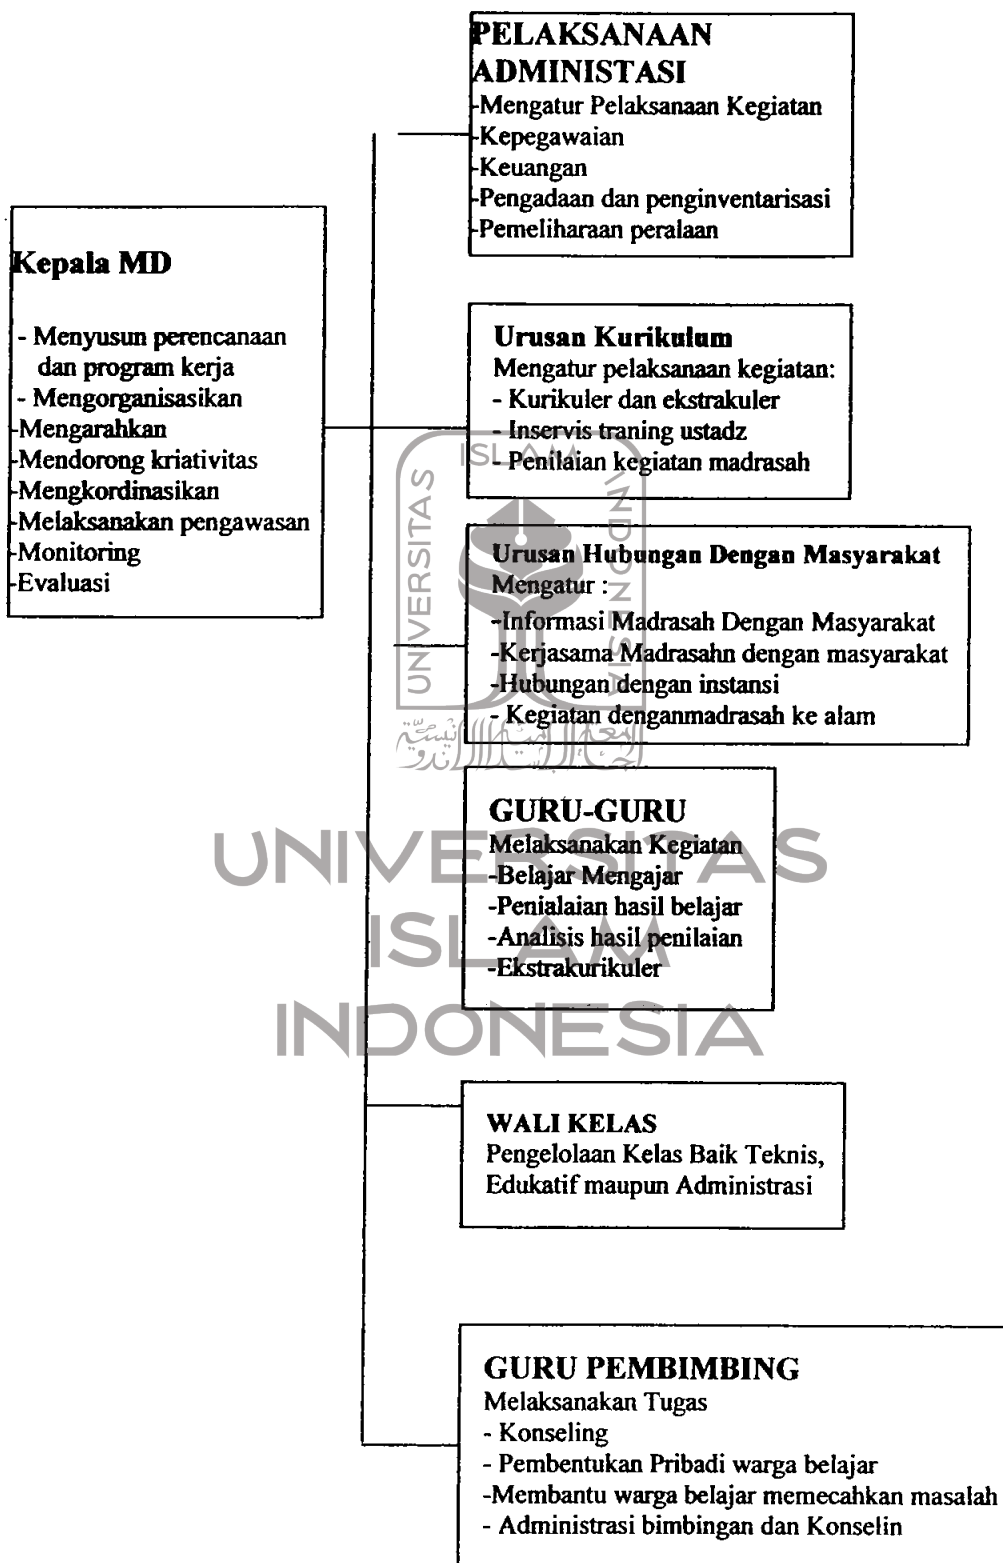 PELAKSANAAN
ADMINISTASI
-Mengatur Pelaksanaan Kegiatan
-Kepegawaian
-Keuangan
-Pengadaan dan penginventarisasi
-Pemeliharaan peralaan
Kepala MD
- Menyusun perencanaan
dan program kerja
- Mengorganisasikan
-Mengarahkan
-Mendorong kriativitas
-Mengkordinasikan
-Melaksanakan pengawasan
-Monitoring
-Evaluasi
Urusan Kurikulum
Mengatur pelaksanaan kegiatan:
- Kurikuler dan ekstrakuler
- Inservis traning ustadz
- Penilaian kegiatan madrasah
Urusan Hubungan Dengan Masyarakat
Mengatur :
-Informasi Madrasah Dengan Masyarakat
-Kerjasama Madrasahn dengan masyarakat
-Hubungan dengan instansi
- Kegiatan denganmadrasah ke alam
GURU-GURU
Melaksanakan Kegiatan
-Belajar Mengajar
-Penialaian hasil belajar
-Analisis hasil penilaian
-Ekstrakurikuler
WALI KELAS
Pengelolaan Kelas Baik Teknis,
Edukatif maupun Administrasi
GURU PEMBIMBING
Melaksanakan Tugas
- Konseling
- Pembentukan Pribadi warga belajar
-Membantu warga belajar memecahkan masalah
- Administrasi bimbingan dan Konselin
UNIVERSITAS
ISLAM
INDONESIA
UNIVERSITAS
ISLAM
INDONESIA